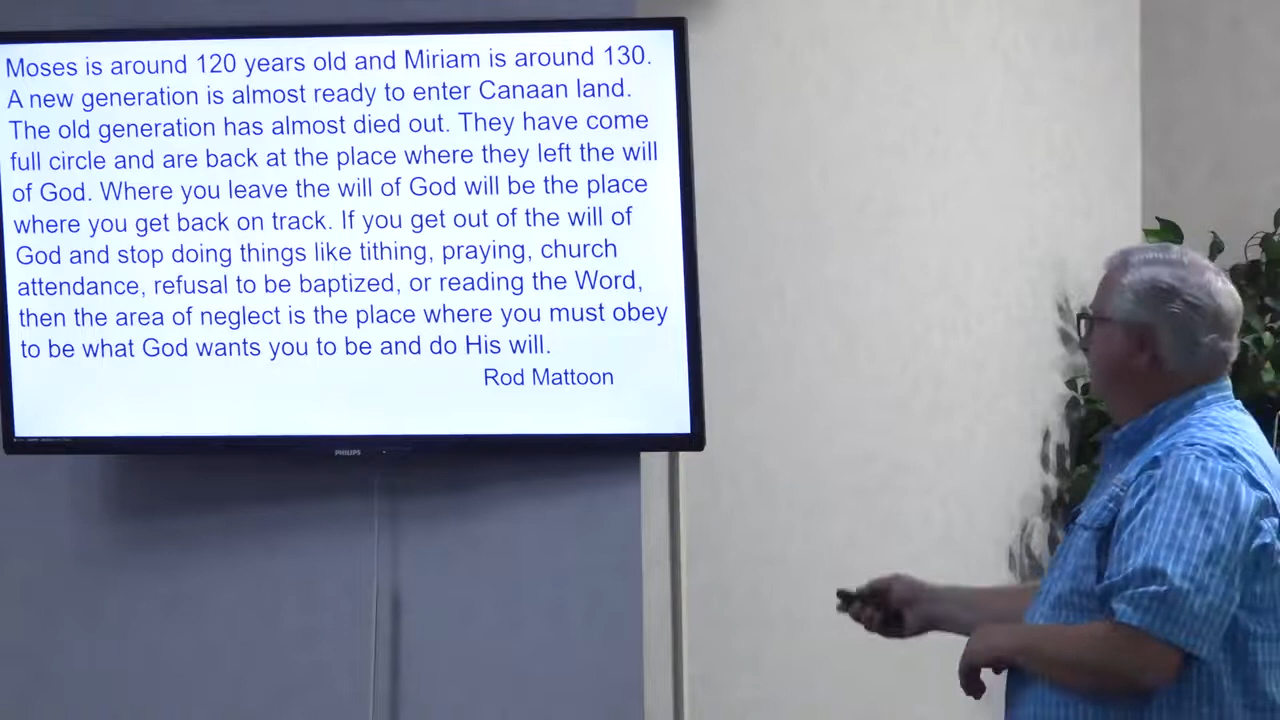 Moses is around 120 years old and Miriam is around 130.
A new generation is almost ready to enter Canaan land.
The old generation has almost died out. They have come
full circle and are back at the place where they left the will
of God. Where you leave the will of God will be the place
where you get back on track. If you get out of the will of
God and stop doing things like tithing, praying, church
attendance, refusal to be baptized, or reading the Word,
then the area of neglect is the place where you must obey
to be what God wants you to be and do His will.
Rod Mattoon
PHILIPS